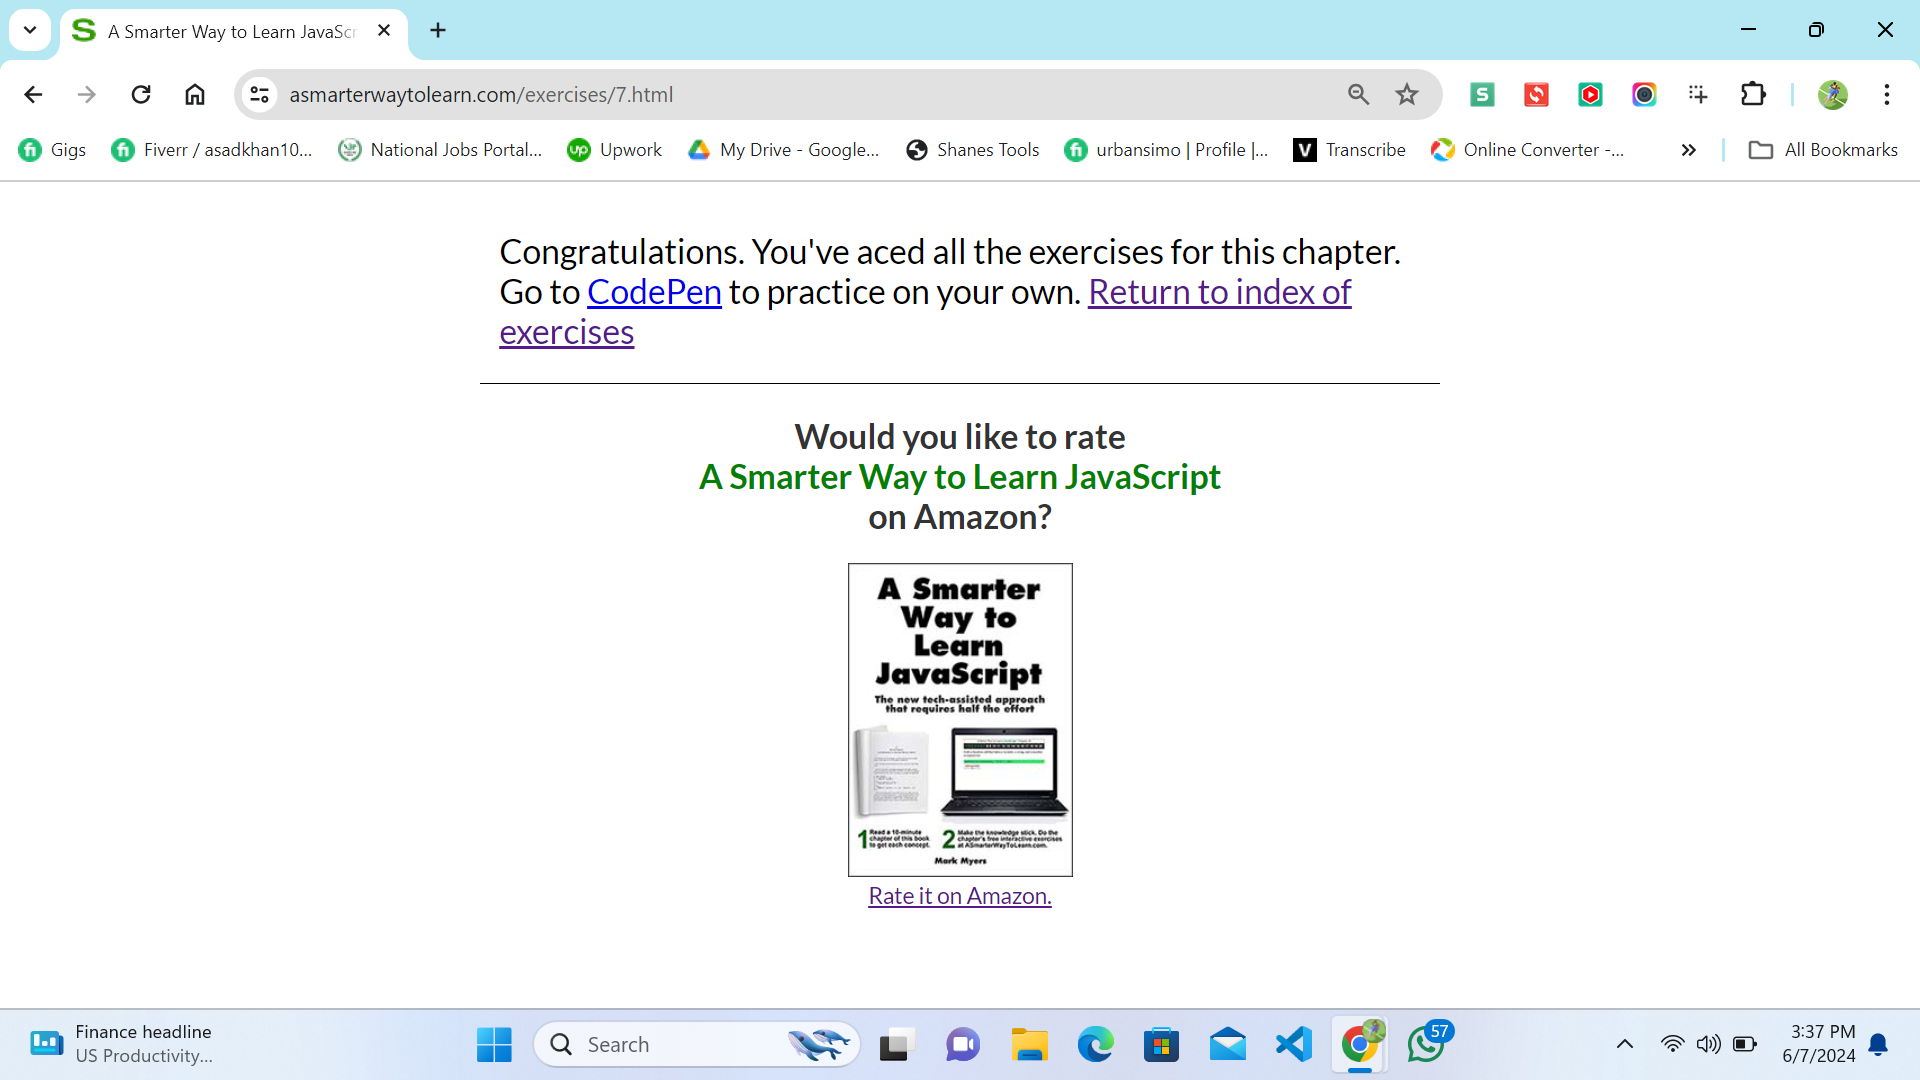 A Smarter Way to Learn JavaScr
asmarterwaytolearn.com/exercises/7.html
Gigs
Fiverr / asadkhan10...
National Jobs Portal...
Upwork
My Drive - Google...
Shanes Tools
urbansimo | Profile |...
Transcribe
Online Converter -...
All Bookmarks
Congratulations. You've aced all the exercises for this chapter.
Go to CodePen to practice on your own. Return to index of
exercises
Would you like to rate
A Smarter Way to Learn JavaScript
on Amazon?
A Smarter
Way to
Learn
JavaScript
The new tech-assisted approach
that requires half the effort
1 Read a 10-minute
chapter of this book
to get each concept.
2 Make the knowledge stick. Do the
chapter's free interactive exercises
at ASmarterWayToLearn.com.
Mark Myers
Rate it on Amazon.
Finance headline
US Productivity...
Search
57
3:37 PM
6/7/2024